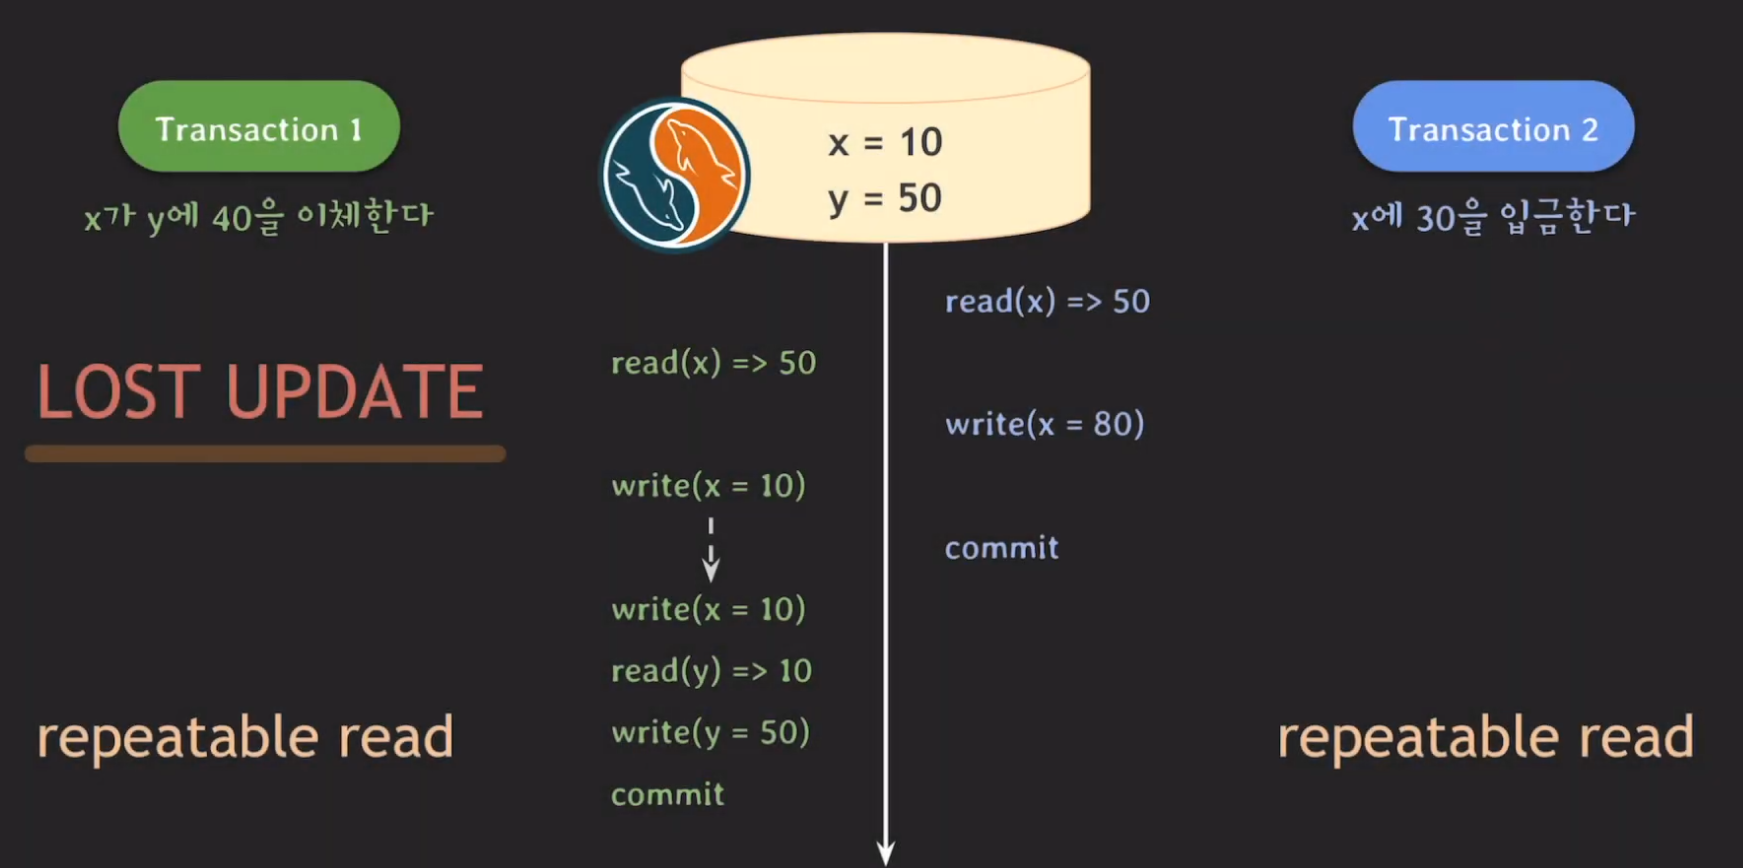 Transaction 1
x가 y에 40을 이체한다
x = 10
y = 50
Transaction 2
x에 30을 입금한다
read(x) => 50
read(x) => 50
LOST UPDATE
write(x = 80)
write(x = 10)
commit
write(x = 10)
read(y) => 10
write(y = 50)
commit
repeatable read
repeatable read